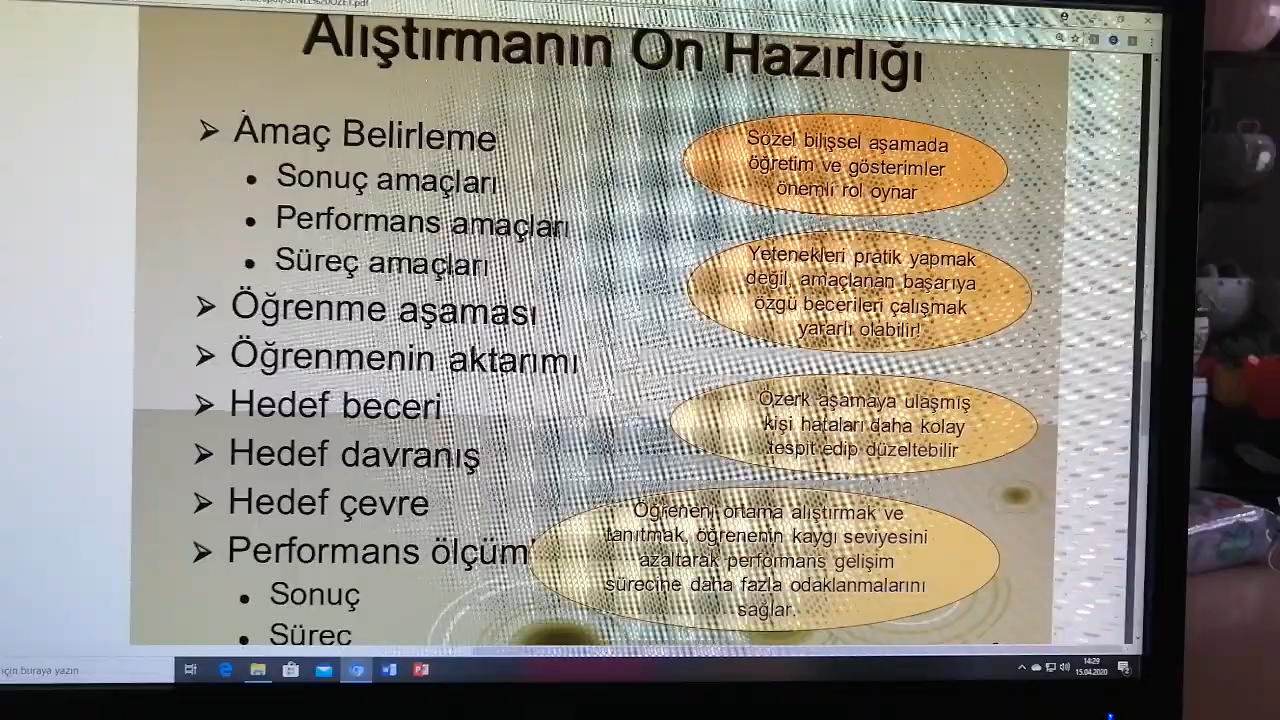 GENEL%20ÖZET.pdf
Alıştırmanın Ön Hazırlığı
➢ Amaç Belirleme
• Sonuç amaçları
• Performans amaçları
• Süreç amaçları
➢ Öğrenme aşaması
➢ Öğrenmenin aktarımı
➢ Hedef beceri
➢ Hedef davranış
➢ Hedef çevre
➢ Performans ölçüm
• Sonuç
• Süreç
Sözel bilişsel aşamada
öğretim ve gösterimler
önemli rol oynar
Yetenekleri pratik yapmak
değil, amaçlanan başarıya
özgü becerileri çalışmak
yararlı olabilir!
Özerk aşamaya ulaşmış
kişi hataları daha kolay
tespit edip düzeltebilir
Öğreneni ortama alıştırmak ve
tanıtmak, öğrenenin kaygı seviyesini
azaltarak performans gelişim
sürecine daha fazla odaklanmalarını
sağlar.
için buraya yazın
14:29
15.04.2020